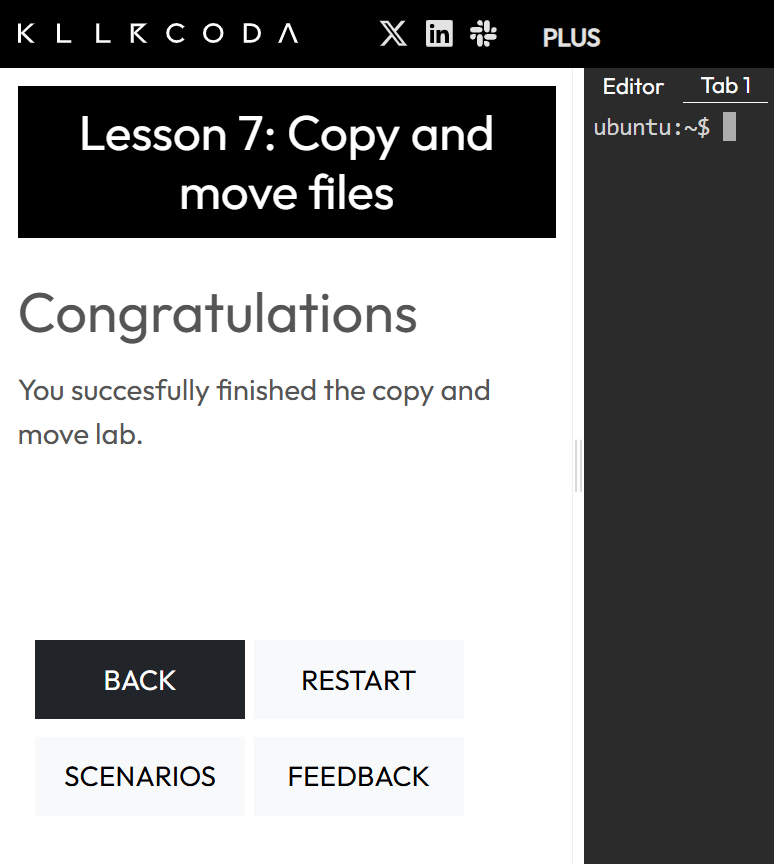 KLLRCODA
PLUS
Lesson 7: Copy and
move files
Congratulations
You succesfully finished the copy and
move lab.
BACK
RESTART
SCENARIOS
FEEDBACK
Editor
Tab 1
ubuntu:~$